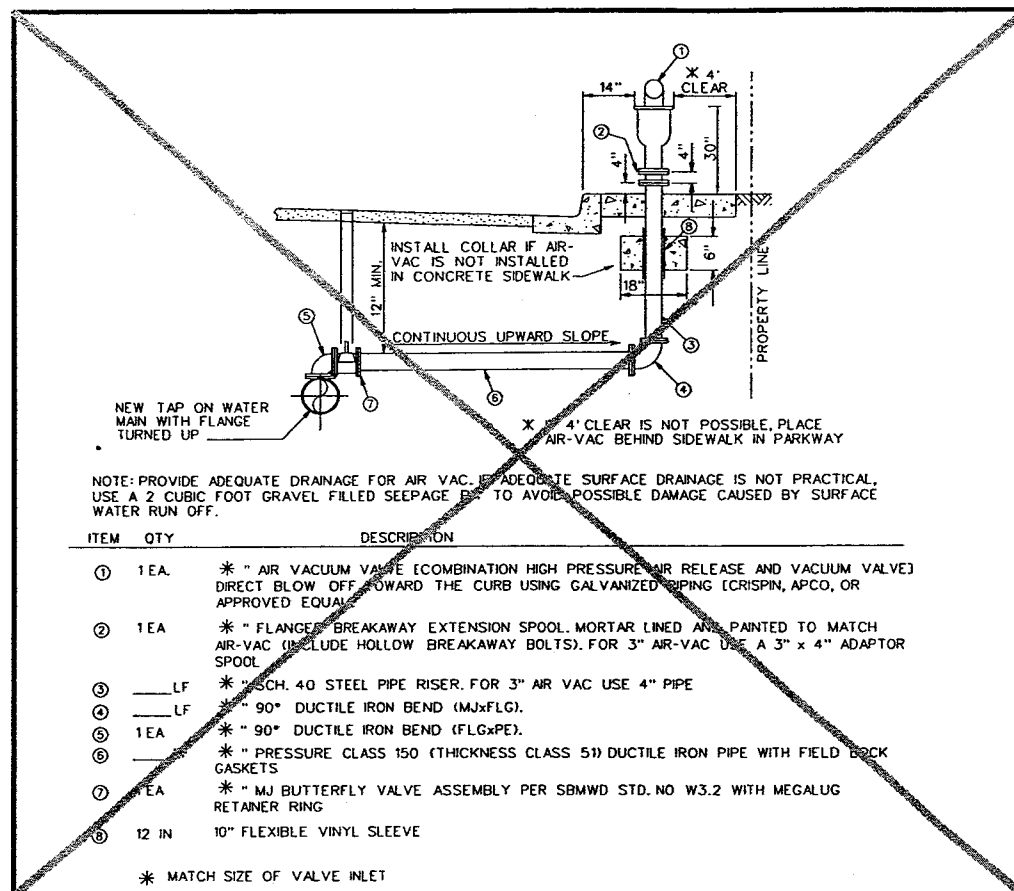 ①
14"
✳ 4'
CLEAR
②
4"
4"
30"
⑧
INSTALL COLLAR IF AIR-
VAC IS NOT INSTALLED
IN CONCRETE SIDEWALK
6"
18"
12" MIN.
PROPERTY LINE
⑤
CONTINUOUS UPWARD SLOPE
③
④
⑦
⑥
NEW TAP ON WATER
MAIN WITH FLANGE
TURNED UP
✳ 4' CLEAR IS NOT POSSIBLE, PLACE
AIR-VAC BEHIND SIDEWALK IN PARKWAY
NOTE: PROVIDE ADEQUATE DRAINAGE FOR AIR VAC. IF ADEQUATE SURFACE DRAINAGE IS NOT PRACTICAL,
USE A 2 CUBIC FOOT GRAVEL FILLED SEEPAGE TO AVOID POSSIBLE DAMAGE CAUSED BY SURFACE
WATER RUN OFF.
ITEM QTY DESCRIPTION
① 1 EA. ✳ " AIR VACUUM VALVE [COMBINATION HIGH PRESSURE AIR RELEASE AND VACUUM VALVE]
DIRECT BLOW OFF TOWARD THE CURB USING GALVANIZED PIPING [CRISPIN, APCO, OR
APPROVED EQUAL
② 1 EA ✳ " FLANGED BREAKAWAY EXTENSION SPOOL. MORTAR LINED AND PAINTED TO MATCH
AIR-VAC (INCLUDE HOLLOW BREAKAWAY BOLTS). FOR 3" AIR-VAC USE A 3" x 4" ADAPTOR
SPOOL
③ ____LF ✳ " SCH. 40 STEEL PIPE RISER. FOR 3" AIR VAC USE 4" PIPE
④ ____LF ✳ " 90° DUCTILE IRON BEND (MJxFLG).
⑤ 1 EA ✳ " 90° DUCTILE IRON BEND (FLGxPE).
⑥ ✳ " PRESSURE CLASS 150 (THICKNESS CLASS 51) DUCTILE IRON PIPE WITH FIELD
GASKETS
⑦ EA ✳ " MJ BUTTERFLY VALVE ASSEMBLY PER SBMWD STD. NO W3.2 WITH MEGALUG
RETAINER RING
⑧ 12 IN 10" FLEXIBLE VINYL SLEEVE
✳ MATCH SIZE OF VALVE INLET